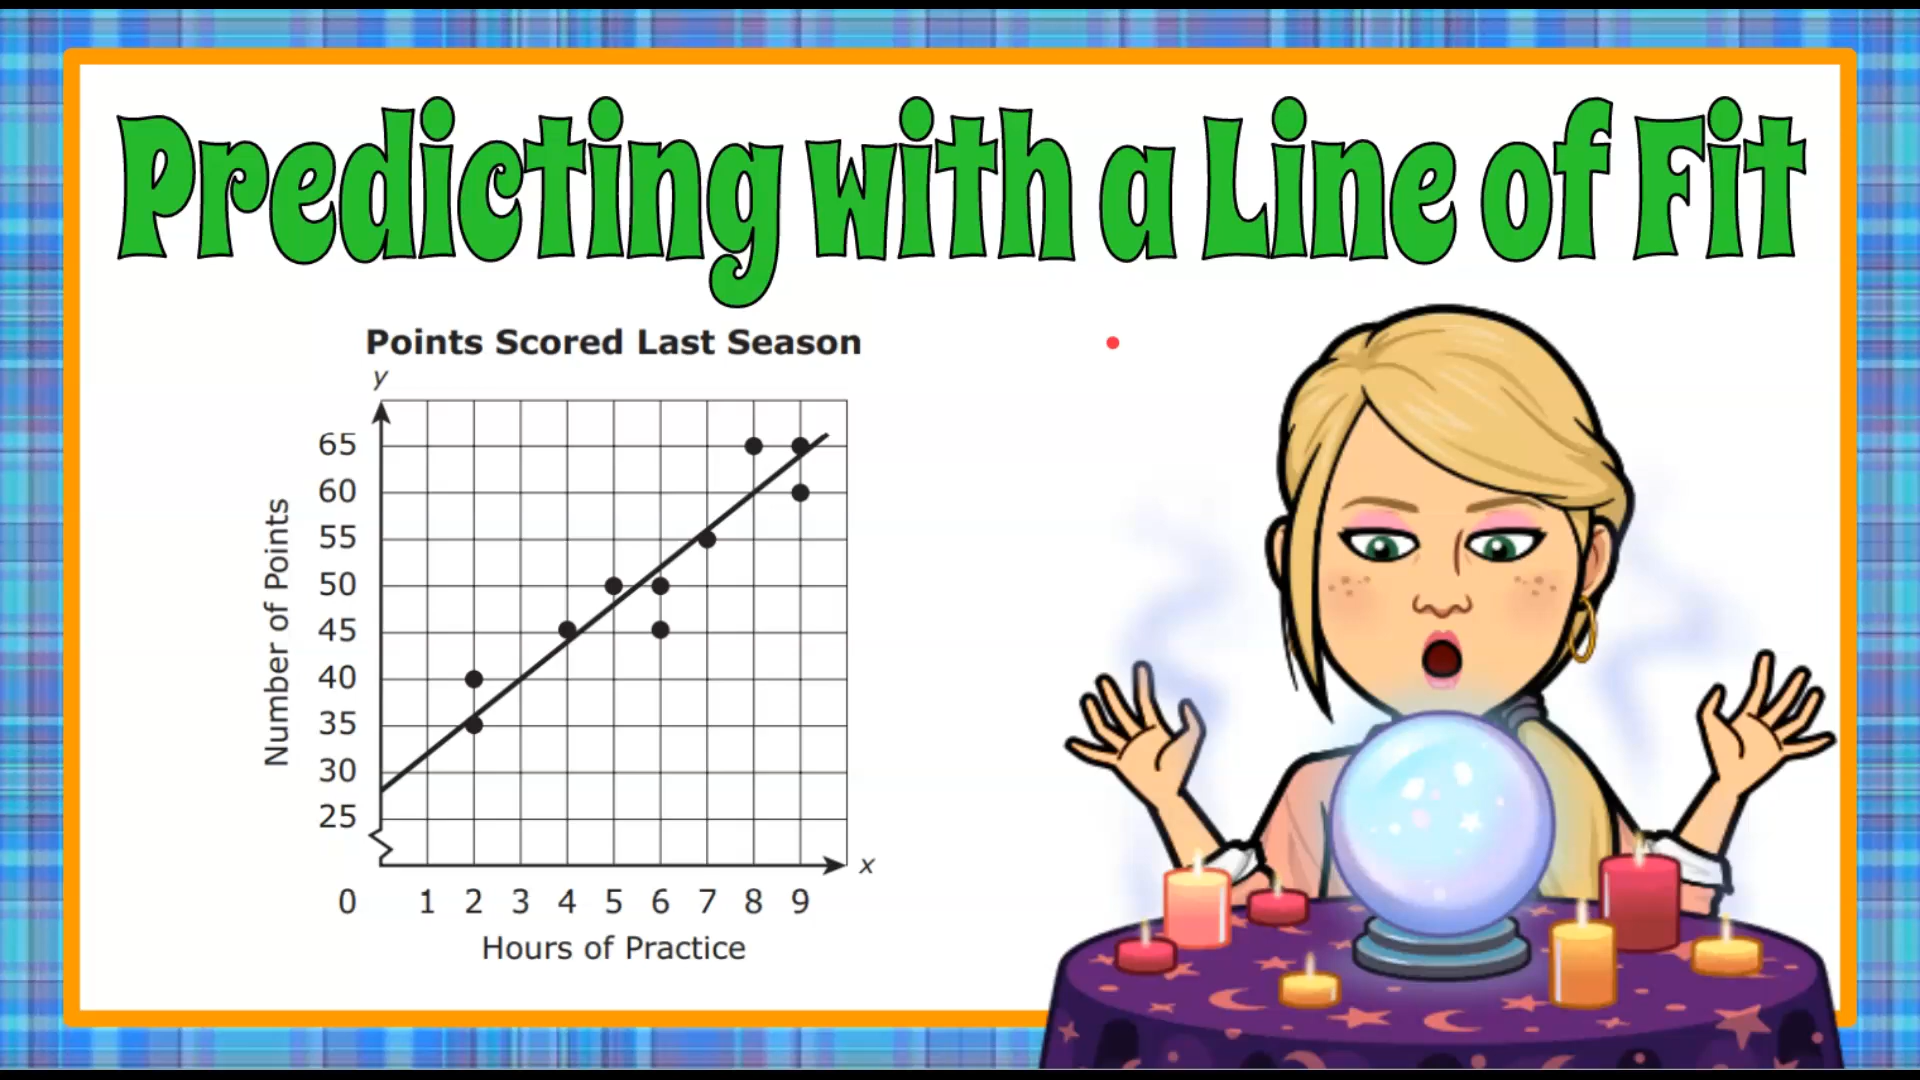 Predicting with a Line of Fit
Points Scored Last Season
y
65
60
55
50
45
40
35
30
25
Number of Points
x
0 1 2 3 4 5 6 7 8 9
Hours of Practice